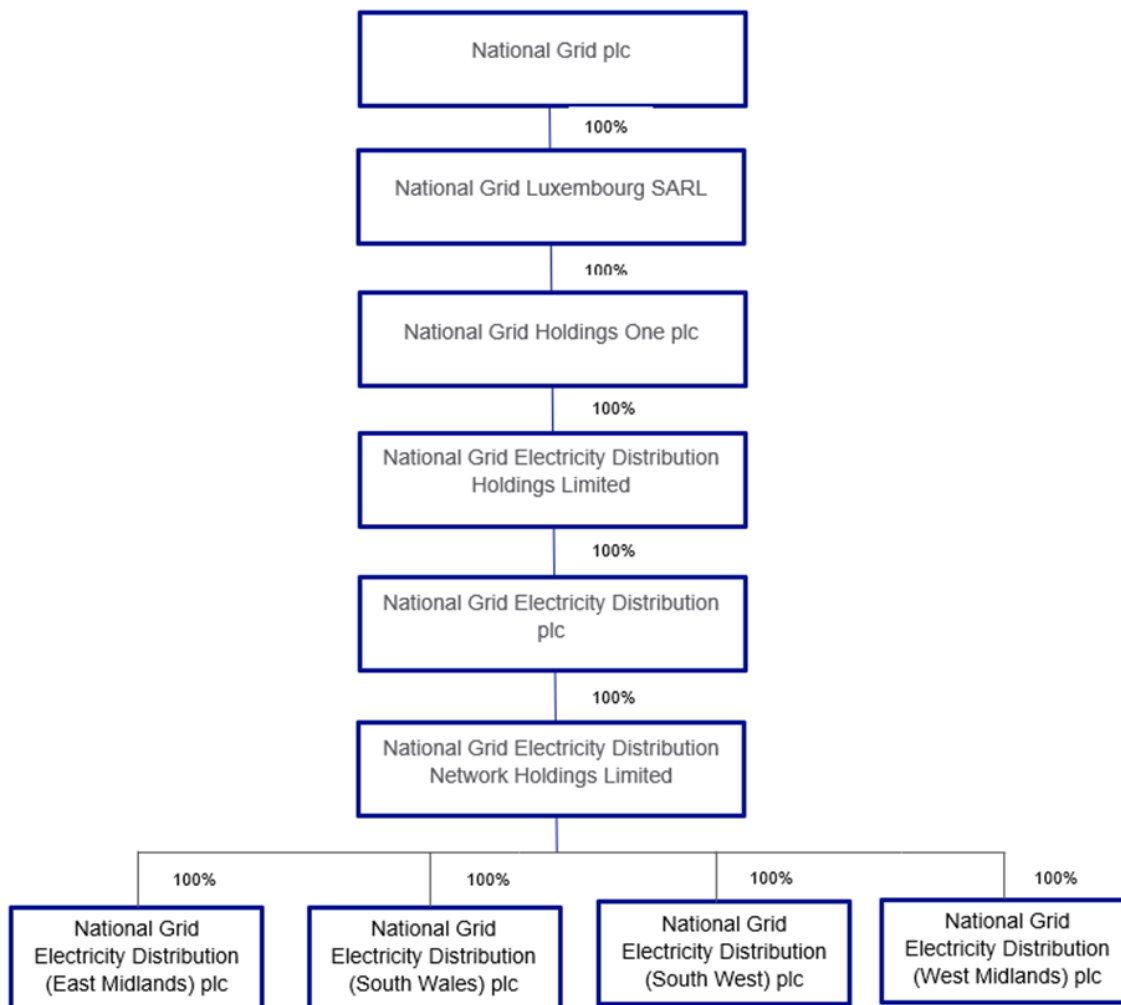 National Grid plc
100%
National Grid Luxembourg SARL
100%
National Grid Holdings One plc
100%
National Grid Electricity Distribution
Holdings Limited
100%
National Grid Electricity Distribution
plc
100%
National Grid Electricity Distribution
Network Holdings Limited
100%
100%
100%
100%
National Grid
Electricity Distribution
(East Midlands) plc
National Grid
Electricity Distribution
(South Wales) plc
National Grid
Electricity Distribution
(South West) plc
National Grid
Electricity Distribution
(West Midlands) plc